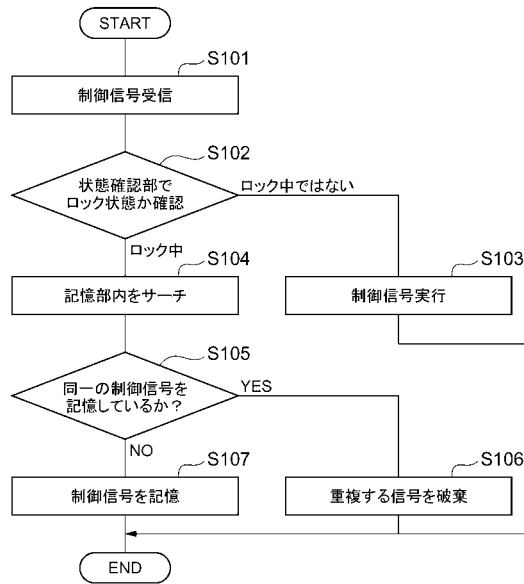 START
S101
制御信号受信
S102
状態確認部で
ロック状態か確認
ロック中ではない
ロック中
S104
記憶部内をサーチ
S103
制御信号実行
S105
同一の制御信号を
記憶しているか？
YES
NO
S107
制御信号を記憶
S106
重複する信号を破棄
END